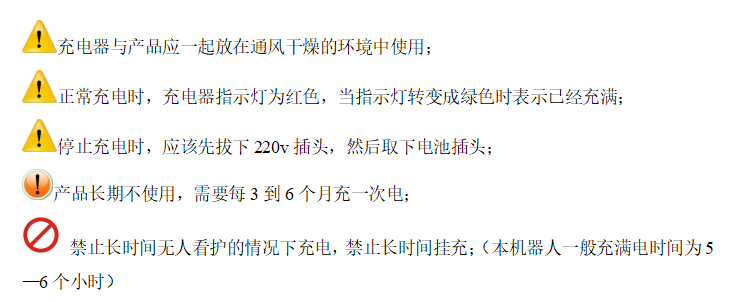 充电器与产品应一起放在通风干燥的环境中使用；
正常充电时，充电器指示灯为红色，当指示灯转变成绿色时表示已经充满；
停止充电时，应该先拔下 220v 插头，然后取下电池插头；
产品长期不使用，需要每 3 到 6 个月充一次电；
禁止长时间无人看护的情况下充电，禁止长时间挂充；（本机器人一般充满电时间为 5
—6 个小时）